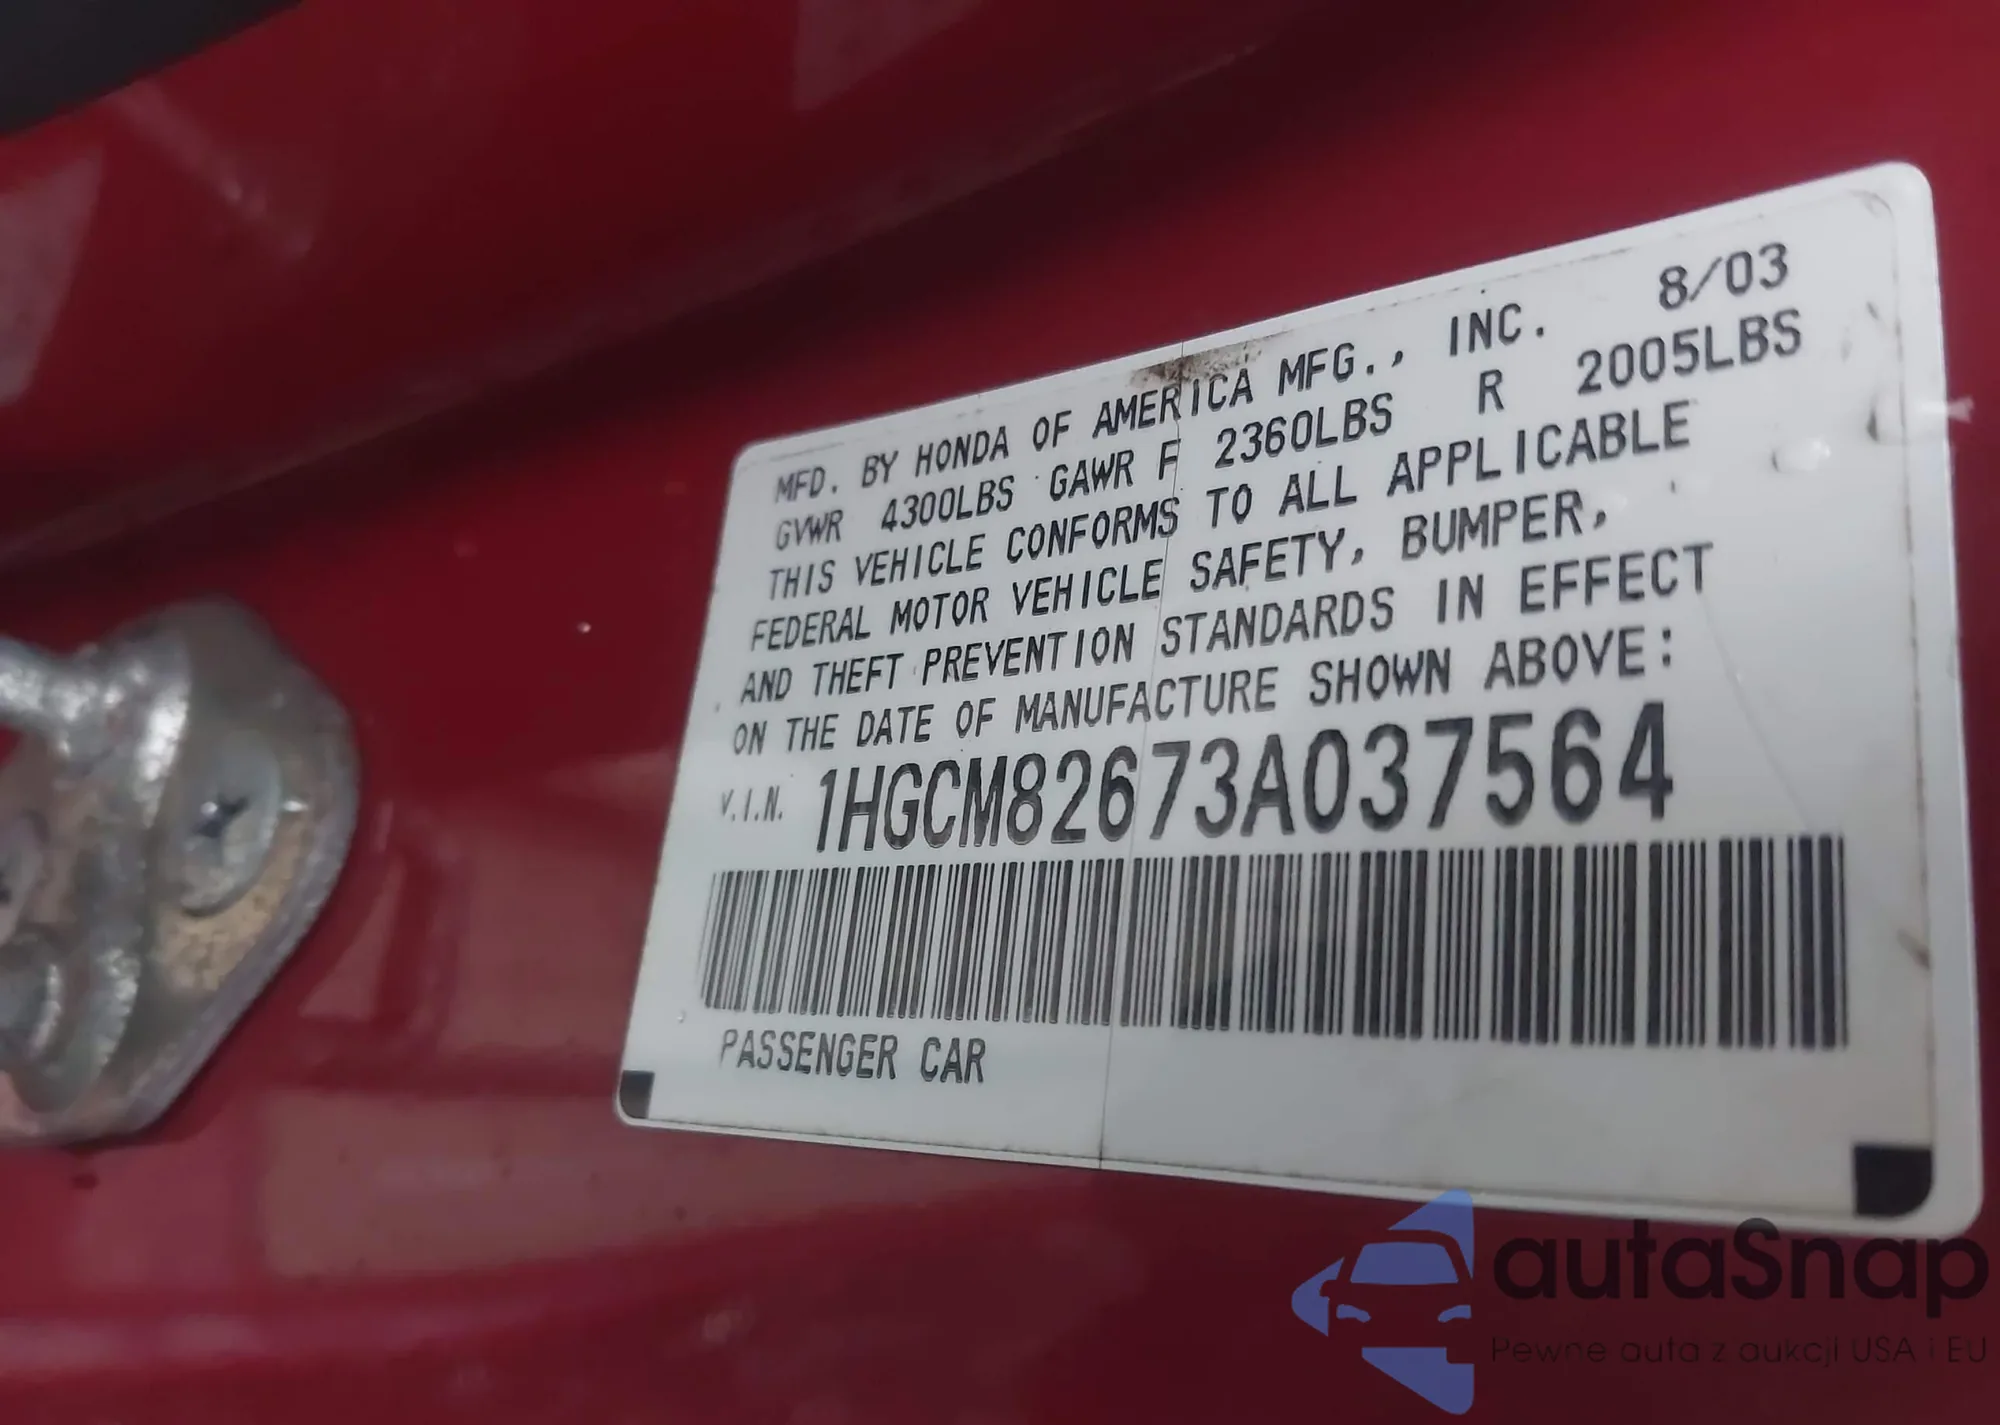 MFD. BY HONDA OF AMERICA MFG., INC. 8/03
GVWR 4300LBS GAWR F 2360LBS R 2005LBS
THIS VEHICLE CONFORMS TO ALL APPLICABLE
FEDERAL MOTOR VEHICLE SAFETY, BUMPER,
AND THEFT PREVENTION STANDARDS IN EFFECT
ON THE DATE OF MANUFACTURE SHOWN ABOVE:
V.I.N. 1HGCM82673A037564
PASSENGER CAR
autaSnap
Pewne auta z aukcji USA i EU